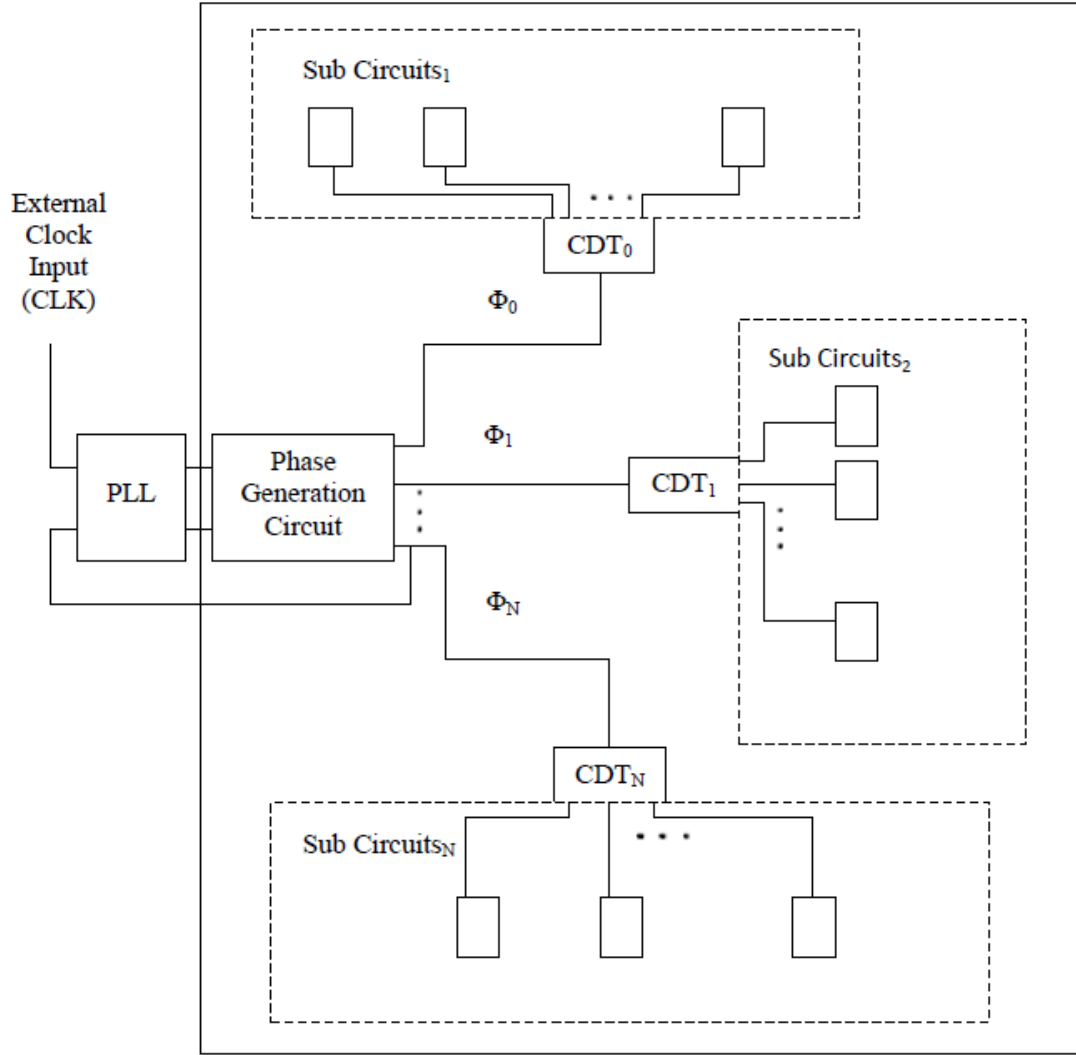 Sub Circuits₁
External
Clock
Input
(CLK)
CDT₀
Φ₀
Sub Circuits₂
Φ₁
PLL
Phase
Generation
Circuit
CDT₁
Φ_N
CDT_N
Sub Circuits_N